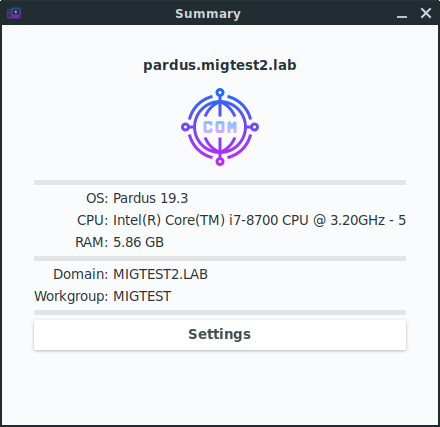 Summary
pardus.migtest2.lab
COM
OS: Pardus 19.3
CPU: Intel(R) Core(TM) i7-8700 CPU @ 3.20GHz - 5
RAM: 5.86 GB
Domain: MIGTEST2.LAB
Workgroup: MIGTEST
Settings